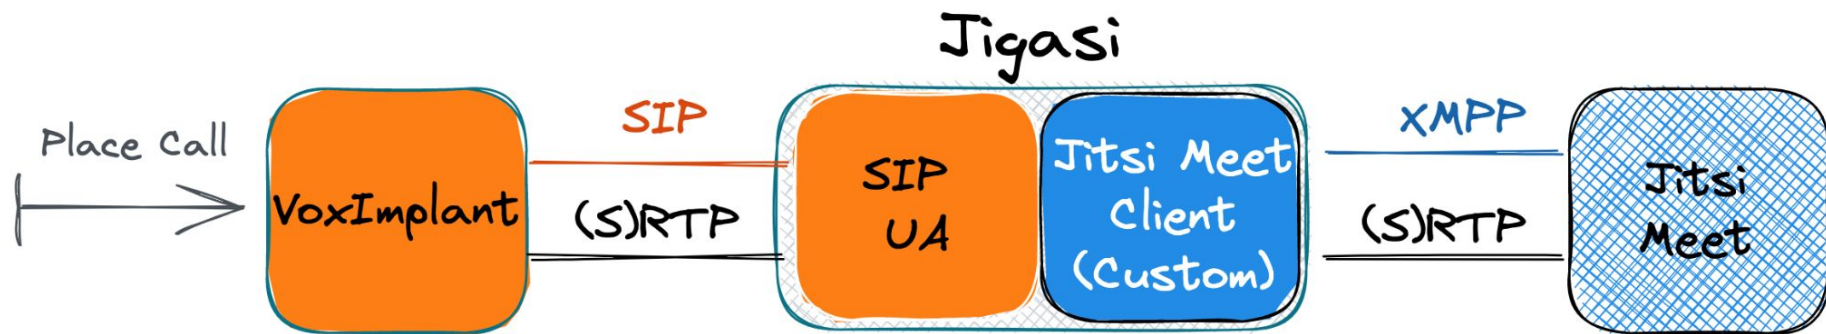 Jigasi
Place Call
VoxImplant
SIP
(S)RTP
SIP
UA
Jitsi Meet
Client
(Custom)
XMPP
(S)RTP
Jitsi
Meet